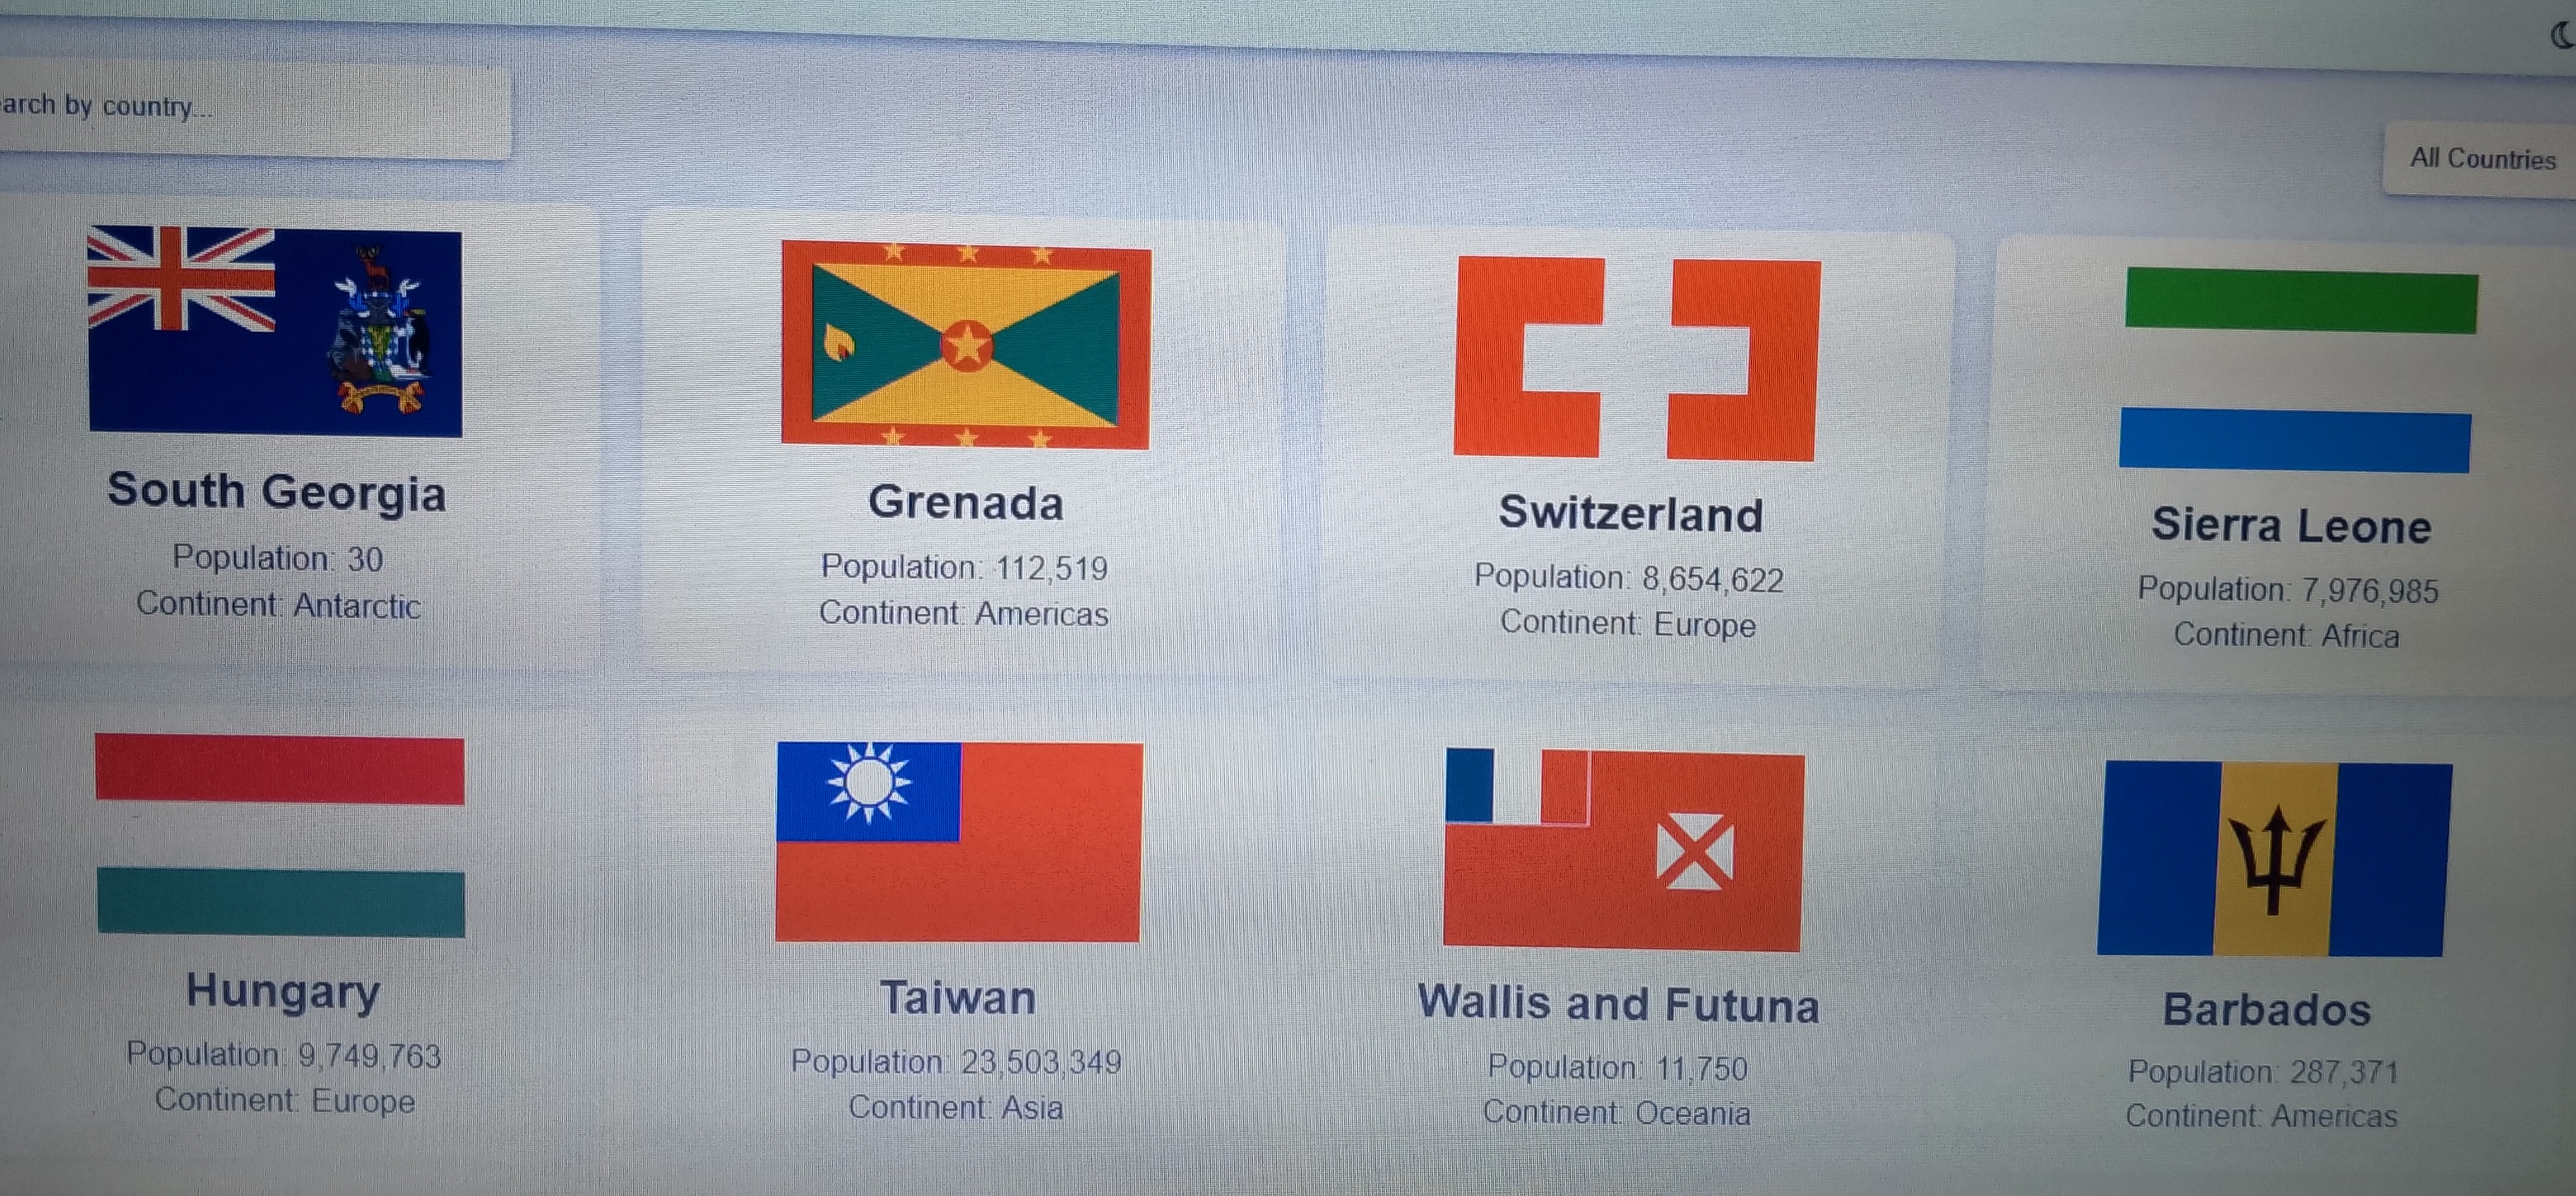 arch by country...
All Countries
South Georgia
Population: 30
Continent: Antarctic
Grenada
Population: 112,519
Continent: Americas
Switzerland
Population: 8,654,622
Continent: Europe
Sierra Leone
Population: 7,976,985
Continent: Africa
Hungary
Population: 9,749,763
Continent: Europe
Taiwan
Population: 23,503,349
Continent: Asia
Wallis and Futuna
Population: 11,750
Continent: Oceania
Barbados
Population: 287,371
Continent: Americas